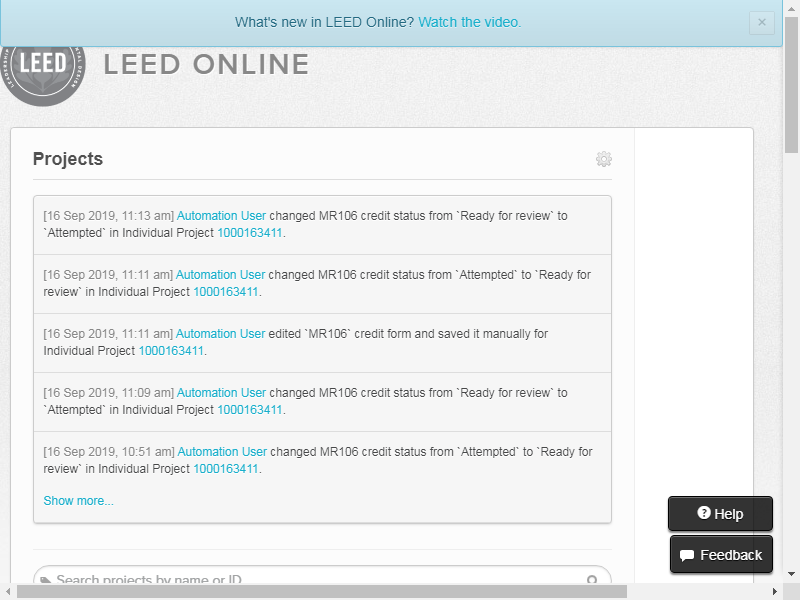 What's new in LEED Online? Watch the video.
×
LEED
LEED ONLINE
Projects
[16 Sep 2019, 11:13 am] Automation User changed MR106 credit status from `Ready for review` to
`Attempted` in Individual Project 1000163411.
[16 Sep 2019, 11:11 am] Automation User changed MR106 credit status from `Attempted` to `Ready for
review` in Individual Project 1000163411.
[16 Sep 2019, 11:11 am] Automation User edited `MR106` credit form and saved it manually for
Individual Project 1000163411.
[16 Sep 2019, 11:09 am] Automation User changed MR106 credit status from `Ready for review` to
`Attempted` in Individual Project 1000163411.
[16 Sep 2019, 10:51 am] Automation User changed MR106 credit status from `Attempted` to `Ready for
review` in Individual Project 1000163411.
Show more...
Help
Feedback
Search projects by name or ID